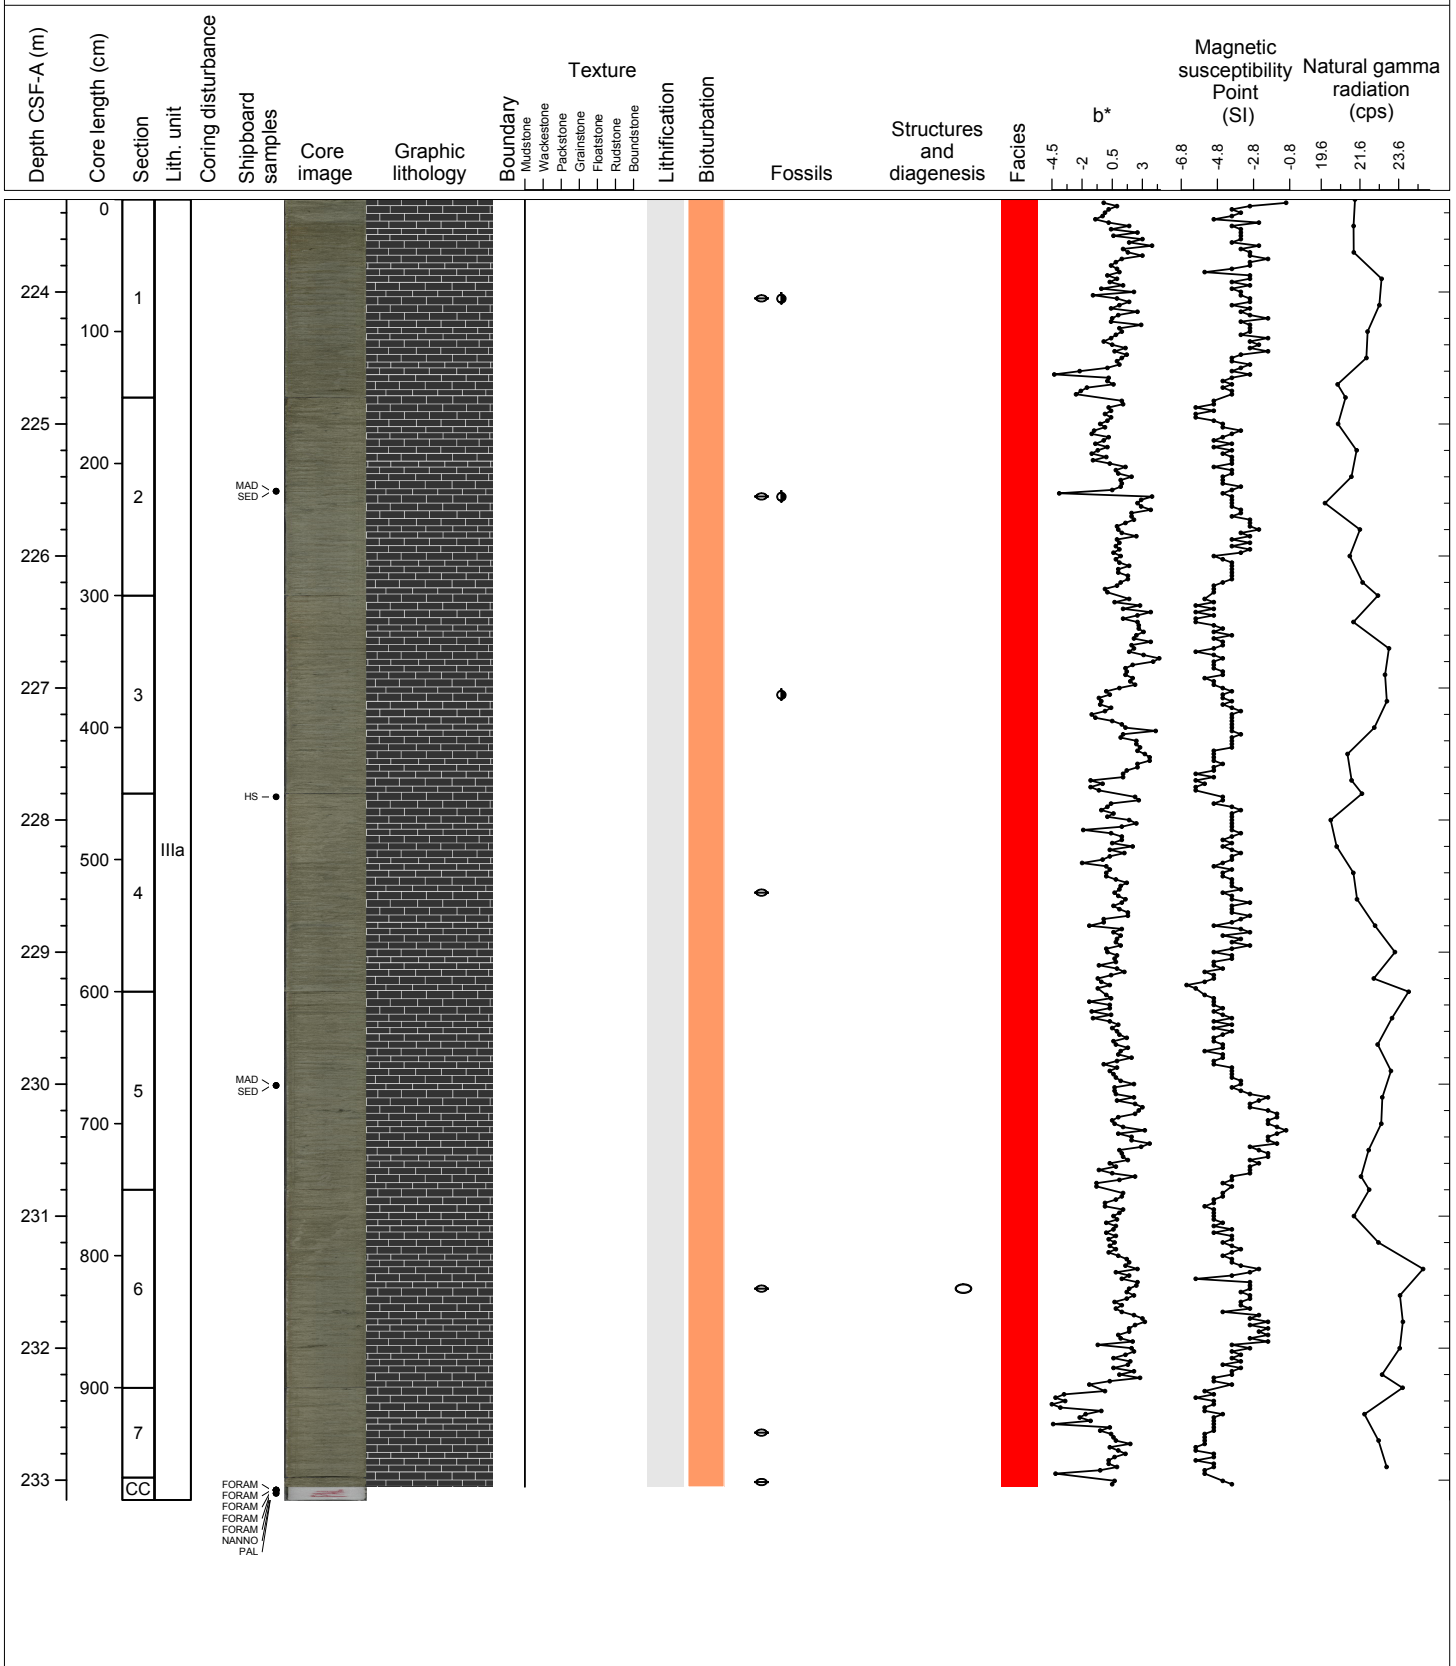 Depth CSF-A (m)
Core length (cm)
Section
Lith. unit
Coring disturbance
Shipboard
samples
Core
image
Graphic
lithology
Boundary
Texture
Mudstone
Wackestone
Packstone
Grainstone
Floatstone
Rudstone
Boundstone
Lithification
Bioturbation
Fossils
Structures
and
diagenesis
Facies
b*
-4.5
-2
0.5
3
Magnetic
susceptibility
Point
(SI)
-6.8
-4.8
-2.8
-0.8
Natural gamma
radiation
(cps)
19.6
21.6
23.6
0
224
1
100
225
200
MAD
SED
2
226
300
227
3
400
HS
228
IIIa
500
4
229
600
MAD
230
SED
5
700
231
800
6
232
900
7
233
CC
FORAM
FORAM
FORAM
FORAM
FORAM
NANNO
PAL